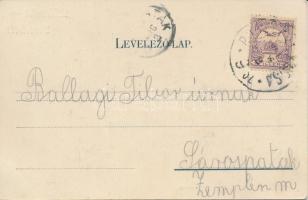 LEVELEZŐ-LAP.
Ballagi Tibor úrnak
Sárospatak
Zemplén m